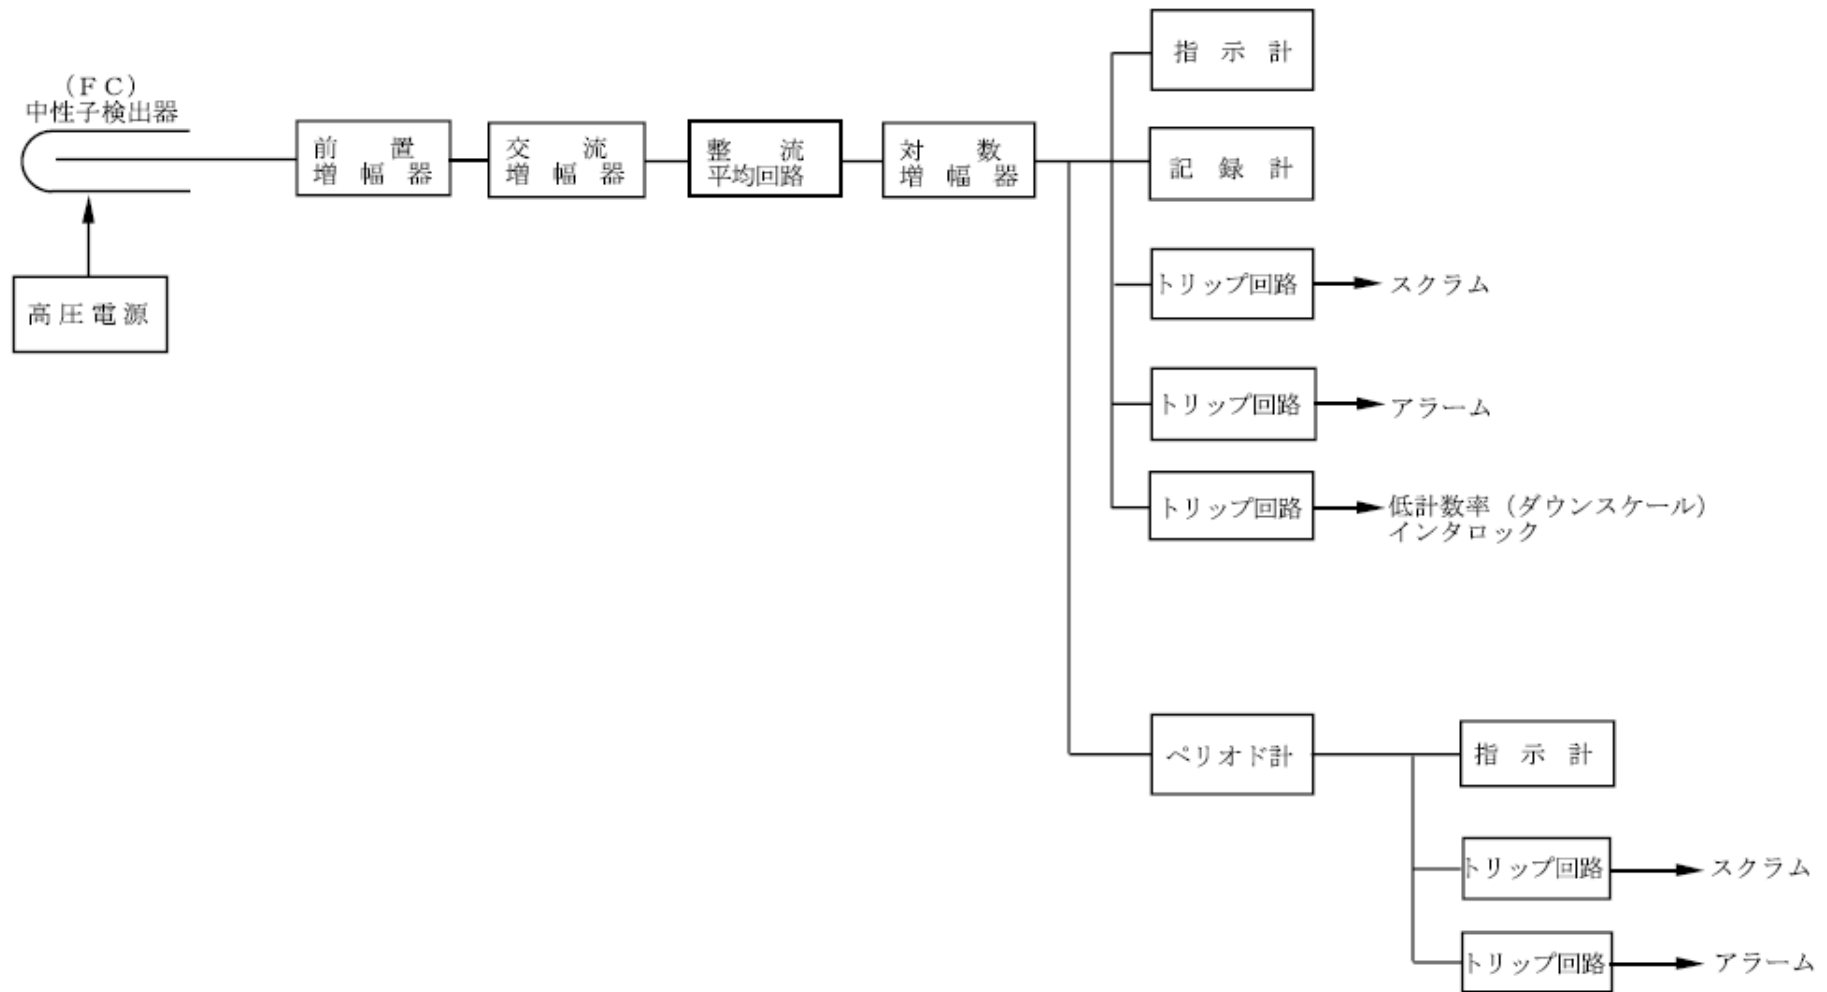 (FC)
中性子検出器
高圧電源
前置
増幅器
交流
増幅器
整流
平均回路
対数
増幅器
指示計
記録計
トリップ回路
スクラム
トリップ回路
アラーム
トリップ回路
低計数率(ダウンスケール)
インタロック
ペリオド計
指示計
トリップ回路
スクラム
トリップ回路
アラーム